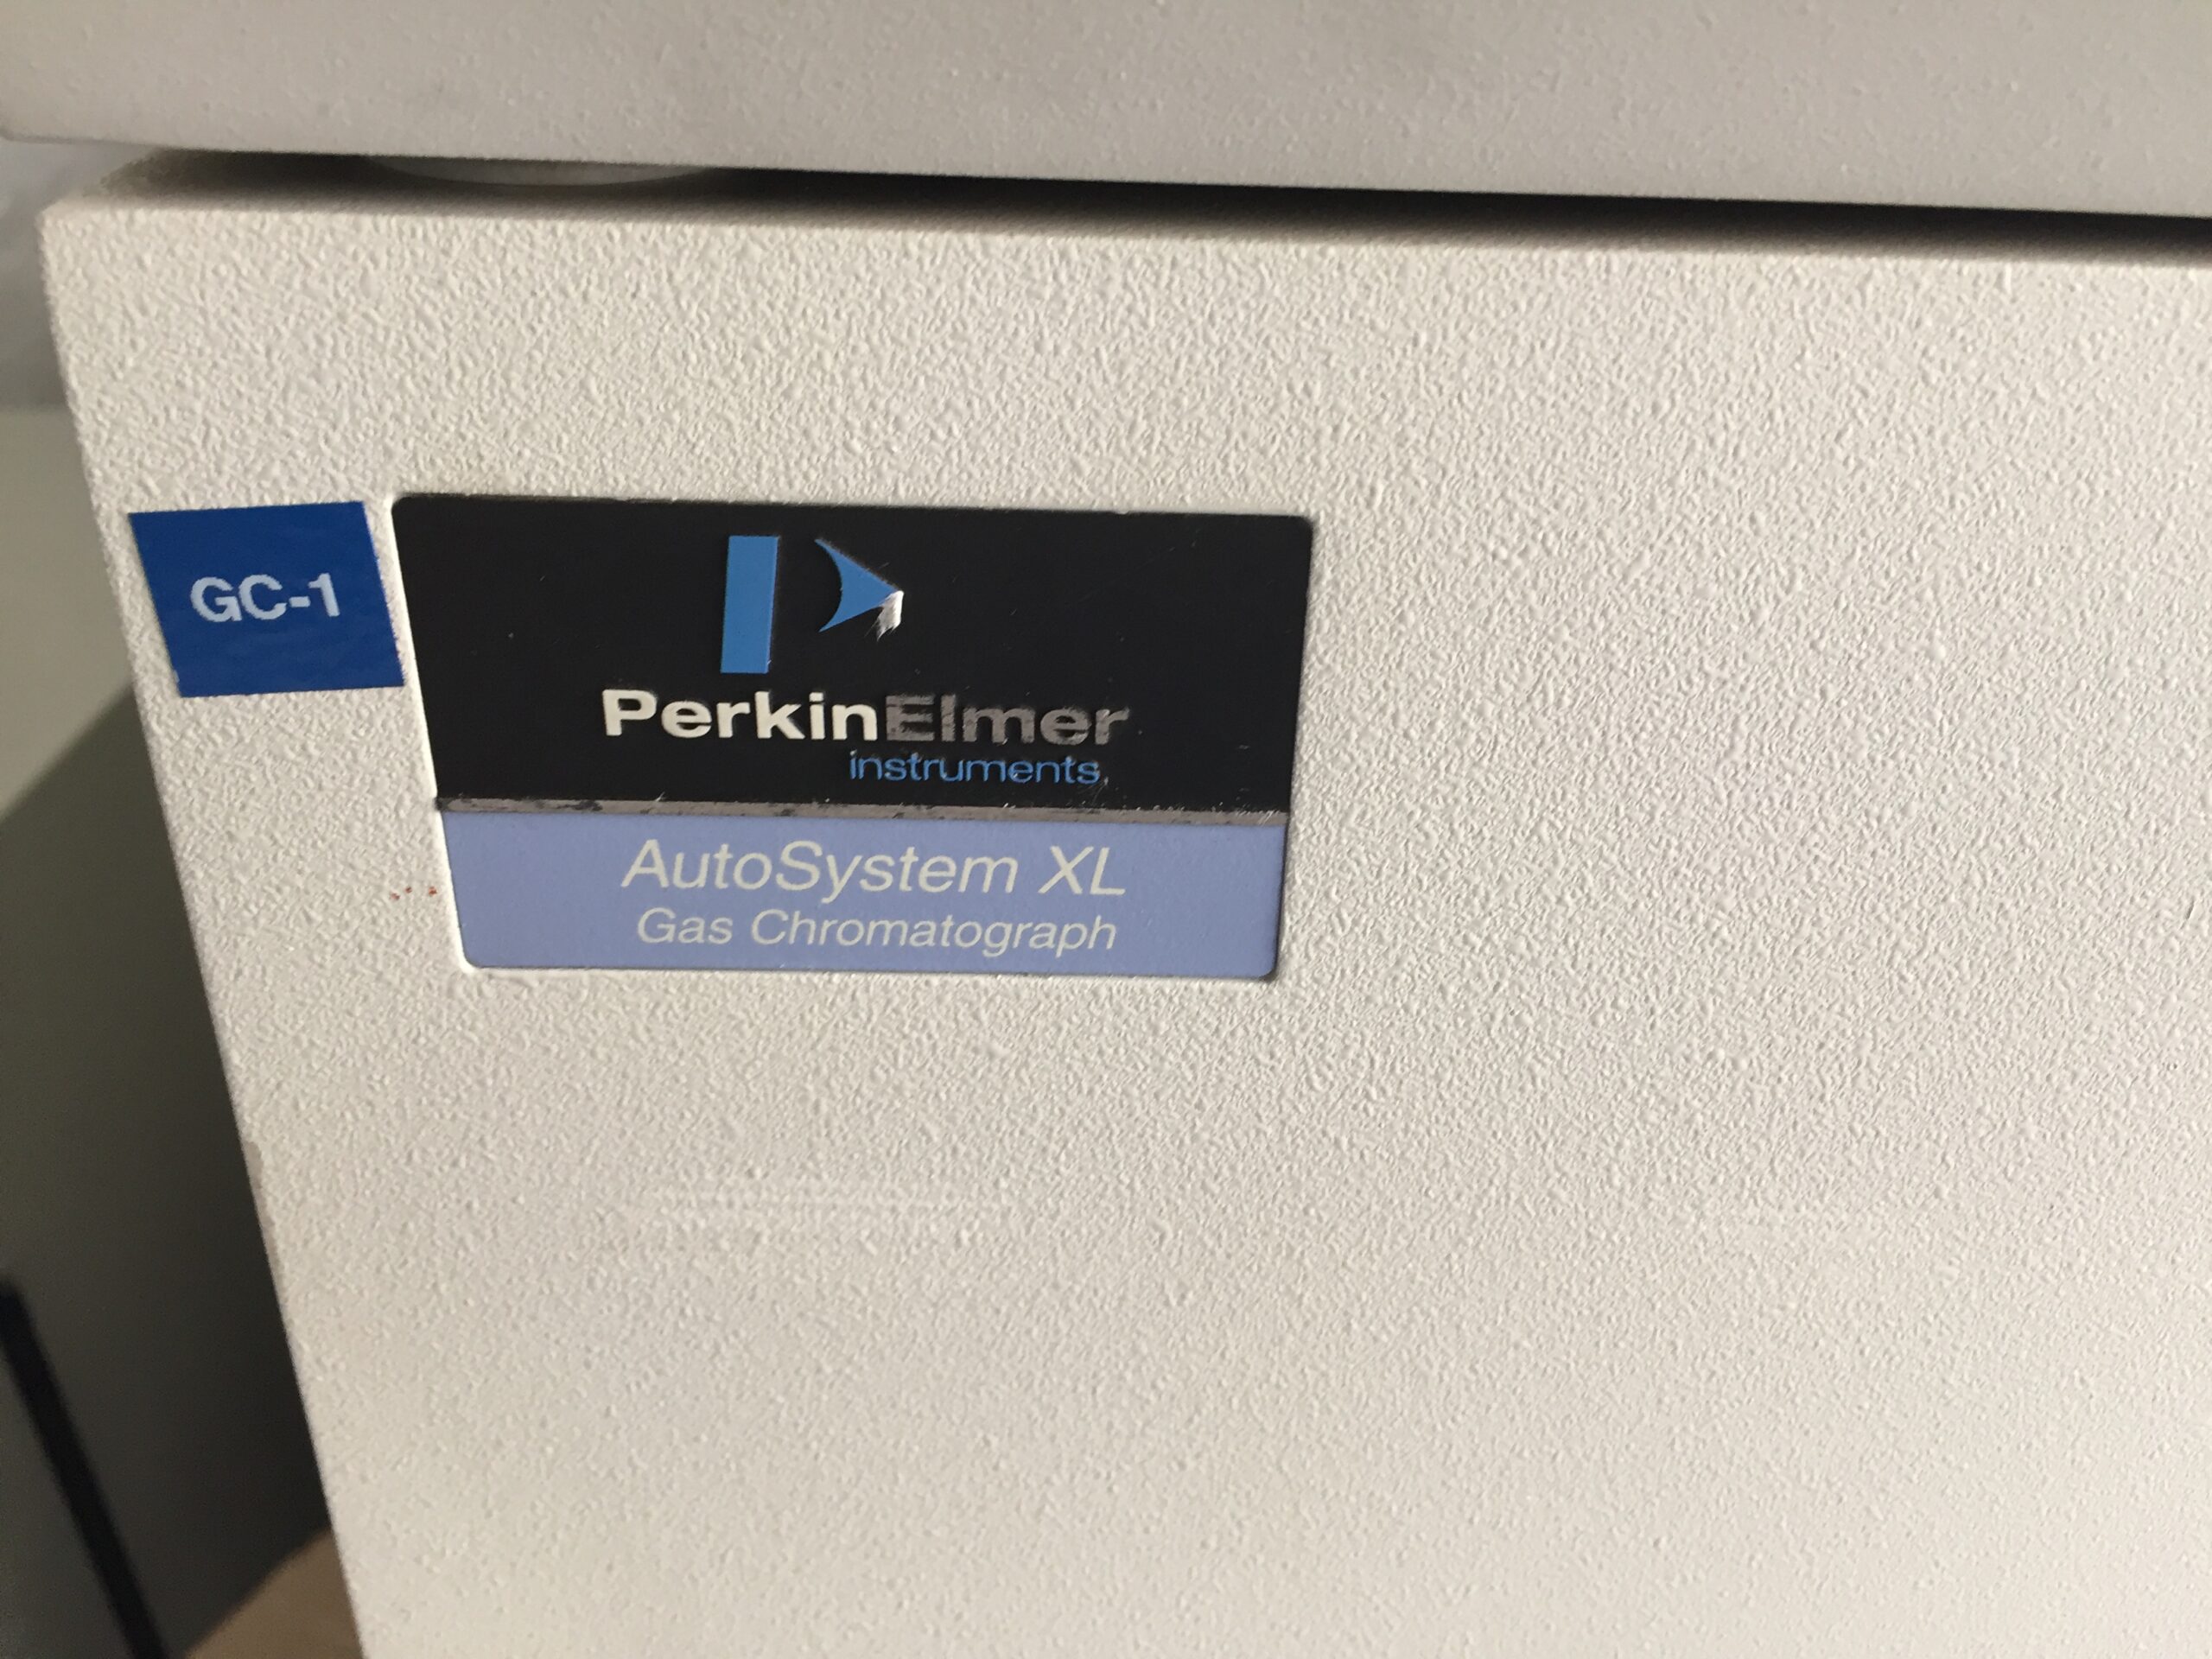 GC-1
PerkinElmer
instruments.
AutoSystem XL
Gas Chromatograph